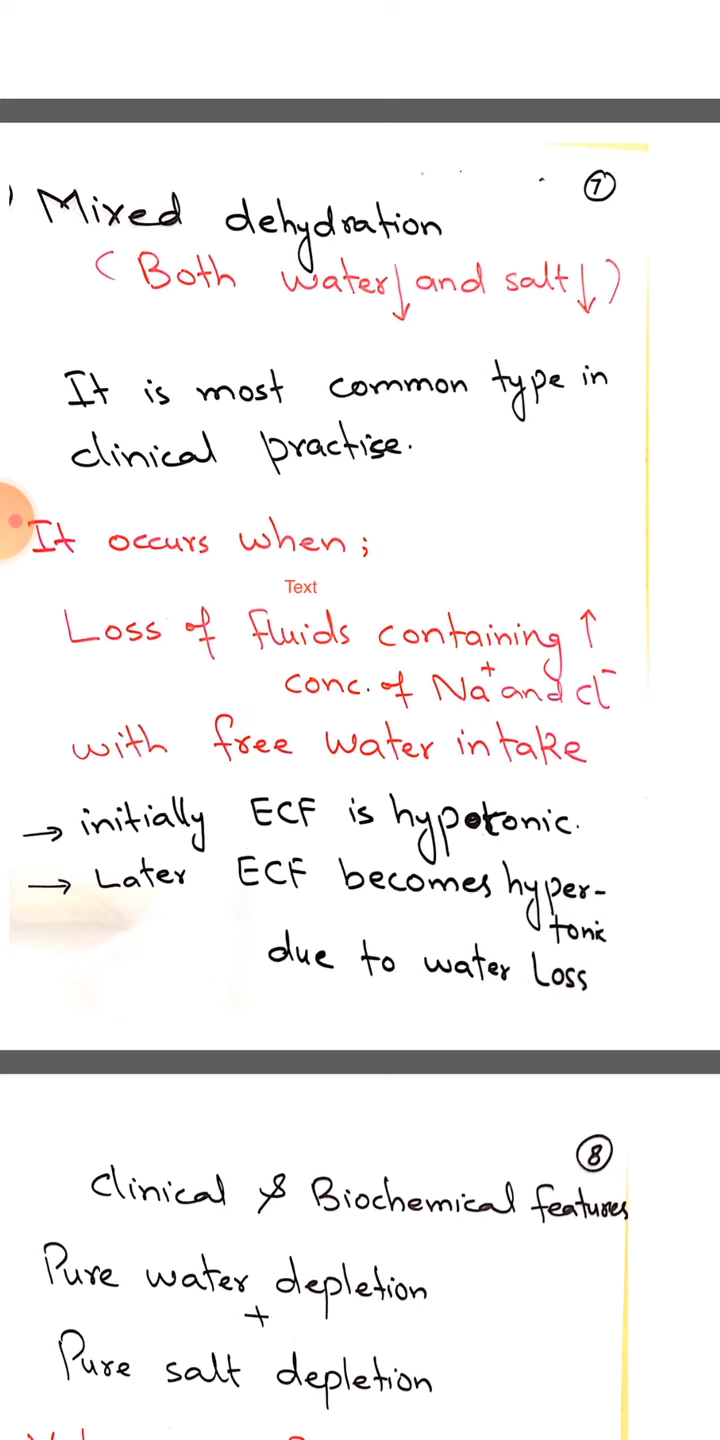 7
Mixed dehydration
(Both water↓ and salt↓)
It is most common type in
clinical practise.
It occurs when;
Text
Loss of fluids containing ↑
conc. of Na⁺ and cl⁻
with free water intake
→ initially ECF is hypotonic.
→ Later ECF becomes hyper-
tonic
due to water Loss
8
Clinical & Biochemical features
Pure water depletion
+
Pure salt depletion